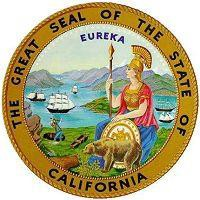 THE GREAT SEAL OF THE STATE OF CALIFORNIA
EUREKA